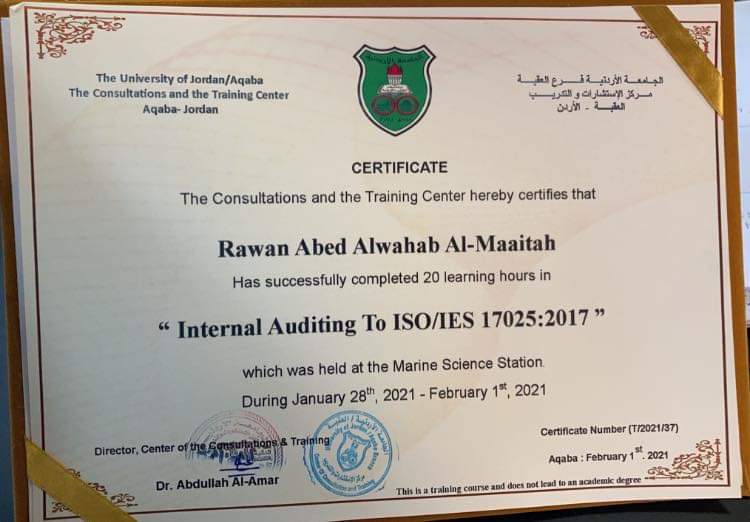 The University of Jordan/Aqaba
The Consultations and the Training Center
Aqaba- Jordan
الجامعة الأردنية فرع العقبة
مركز الإستشارات والتدريب
العقبة - الأردن
CERTIFICATE
The Consultations and the Training Center hereby certifies that
Rawan Abed Alwahab Al-Maaitah
Has successfully completed 20 learning hours in
“ Internal Auditing To ISO/IES 17025:2017 ”
which was held at the Marine Science Station.
During January 28th, 2021 - February 1st, 2021
Director, Center of the Consultations & Training
Dr. Abdullah Al-Amar
Certificate Number (T/2021/37)
Aqaba : February 1st. 2021
This is a training course and does not lead to an academic degree